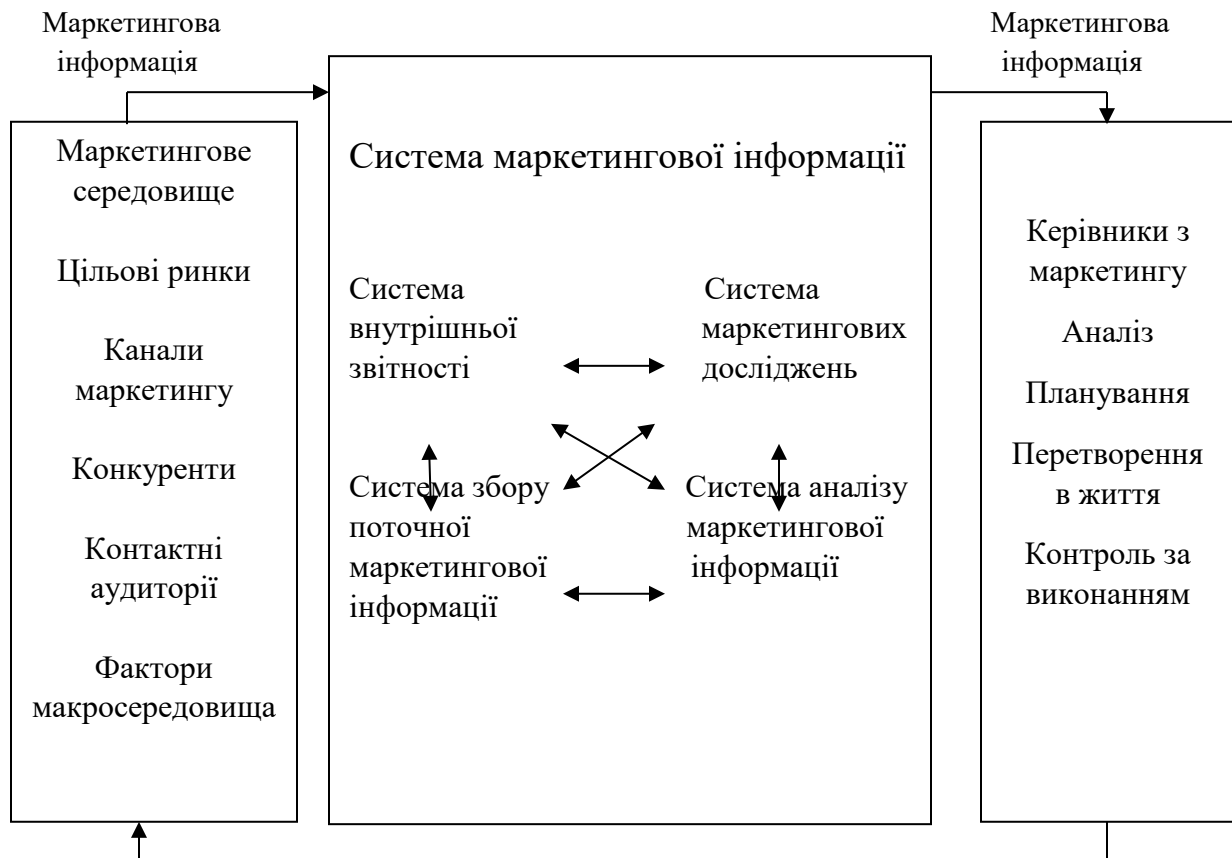 Маркетингова
інформація
Маркетингова
інформація
Маркетингове
середовище
Цільові ринки
Канали
маркетингу
Конкуренти
Контактні
аудиторії
Фактори
макросередовища
Система маркетингової інформації
Система
внутрішньої
звітності
Система
маркетингових
досліджень
Система збору
поточної
маркетингової
інформації
Система аналізу
маркетингової
інформації
Керівники з
маркетингу
Аналіз
Планування
Перетворення
в життя
Контроль за
виконанням